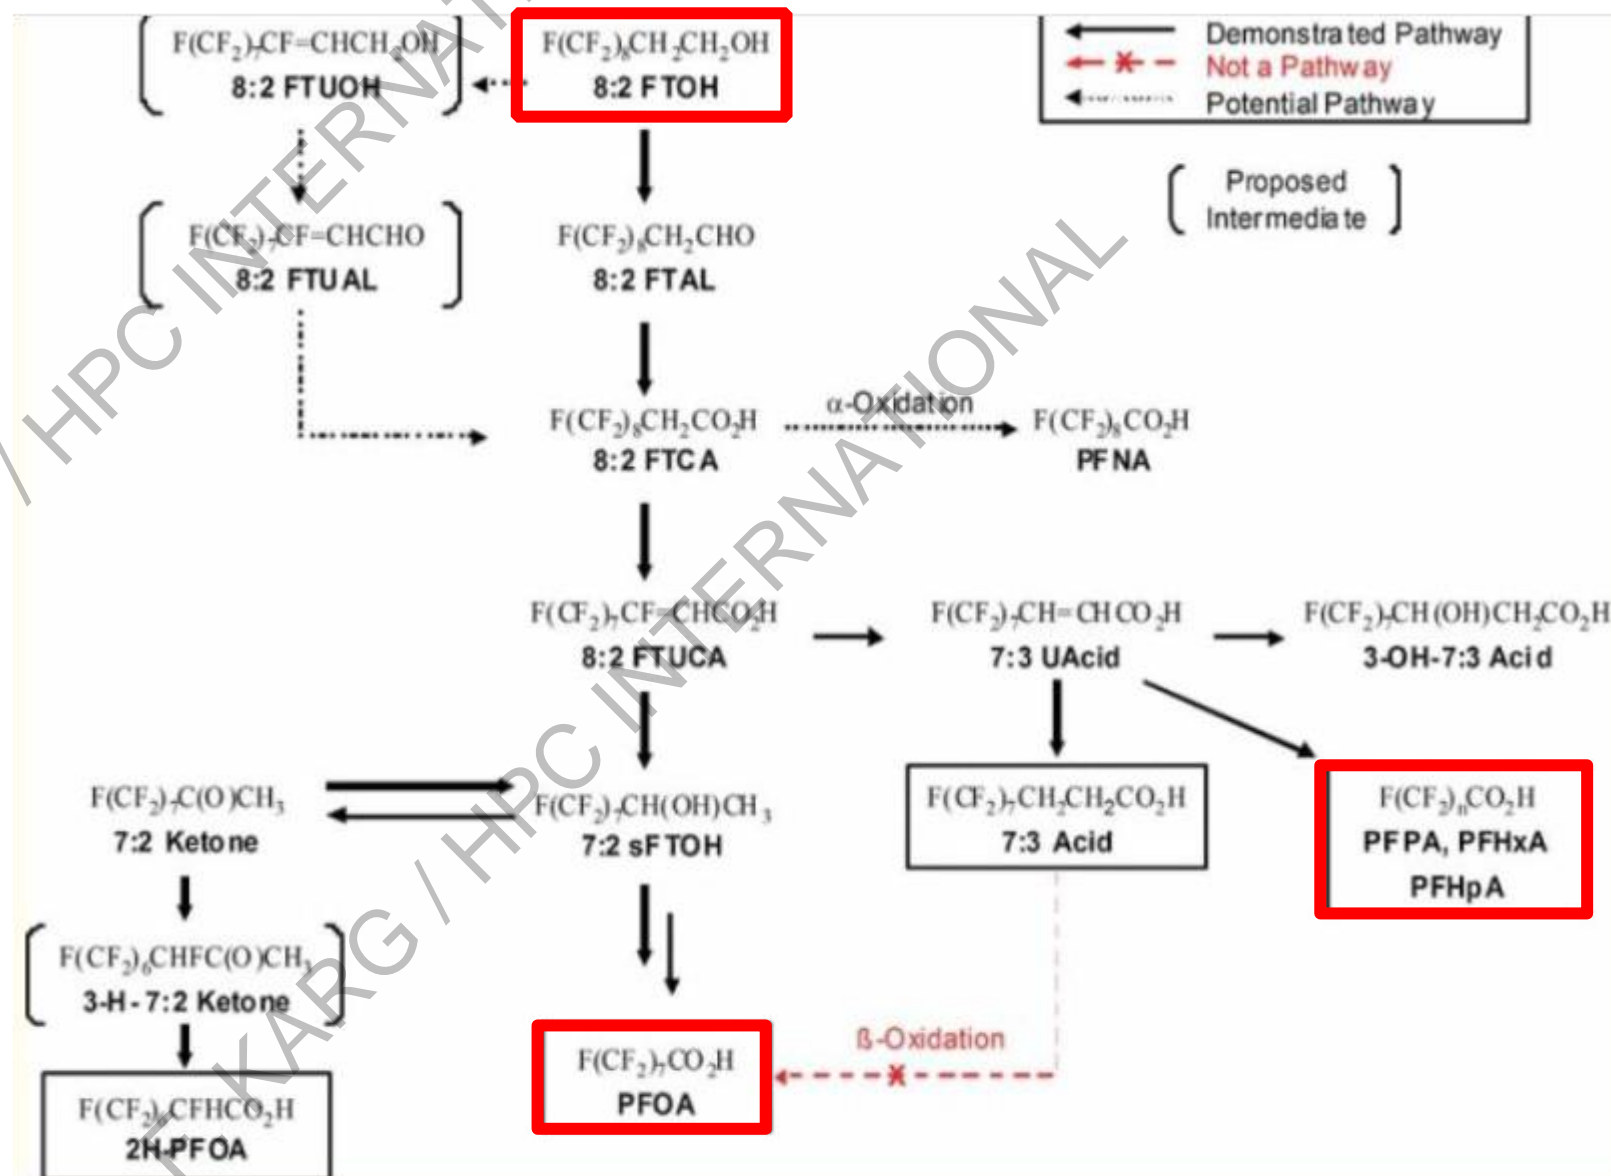 F(CF₂)₇CF=CHCH₂OH
8:2 FTUOH
F(CF₂)₈CH₂CH₂OH
8:2 FTOH
Demonstrated Pathway
Not a Pathway
Potential Pathway
Proposed
Intermediate
F(CF₂)₇CF=CHCHO
8:2 FTUAL
F(CF₂)₈CH₂CHO
8:2 FTAL
F(CF₂)₈CH₂CO₂H
8:2 FTCA
α-Oxidation
F(CF₂)₈CO₂H
PFNA
F(CF₂)₇CF=CHCO₂H
8:2 FTUCA
F(CF₂)₇CH=CHCO₂H
7:3 UAcid
F(CF₂)₇CH(OH)CH₂CO₂H
3-OH-7:3 Acid
F(CF₂)₇C(O)CH₃
7:2 Ketone
F(CF₂)₇CH(OH)CH₃
7:2 sFTOH
F(CF₂)₇CH₂CH₂CO₂H
7:3 Acid
F(CF₂)ₙCO₂H
PFPA, PFHxA
PFHpA
F(CF₂)₆CHFC(O)CH₃
3-H-7:2 Ketone
F(CF₂)₇CO₂H
PFOA
ß-Oxidation
F(CF₂)₆CFHCO₂H
2H-PFOA
/ HPC INTERNAT
KARG / HPC INTERNATIONAL